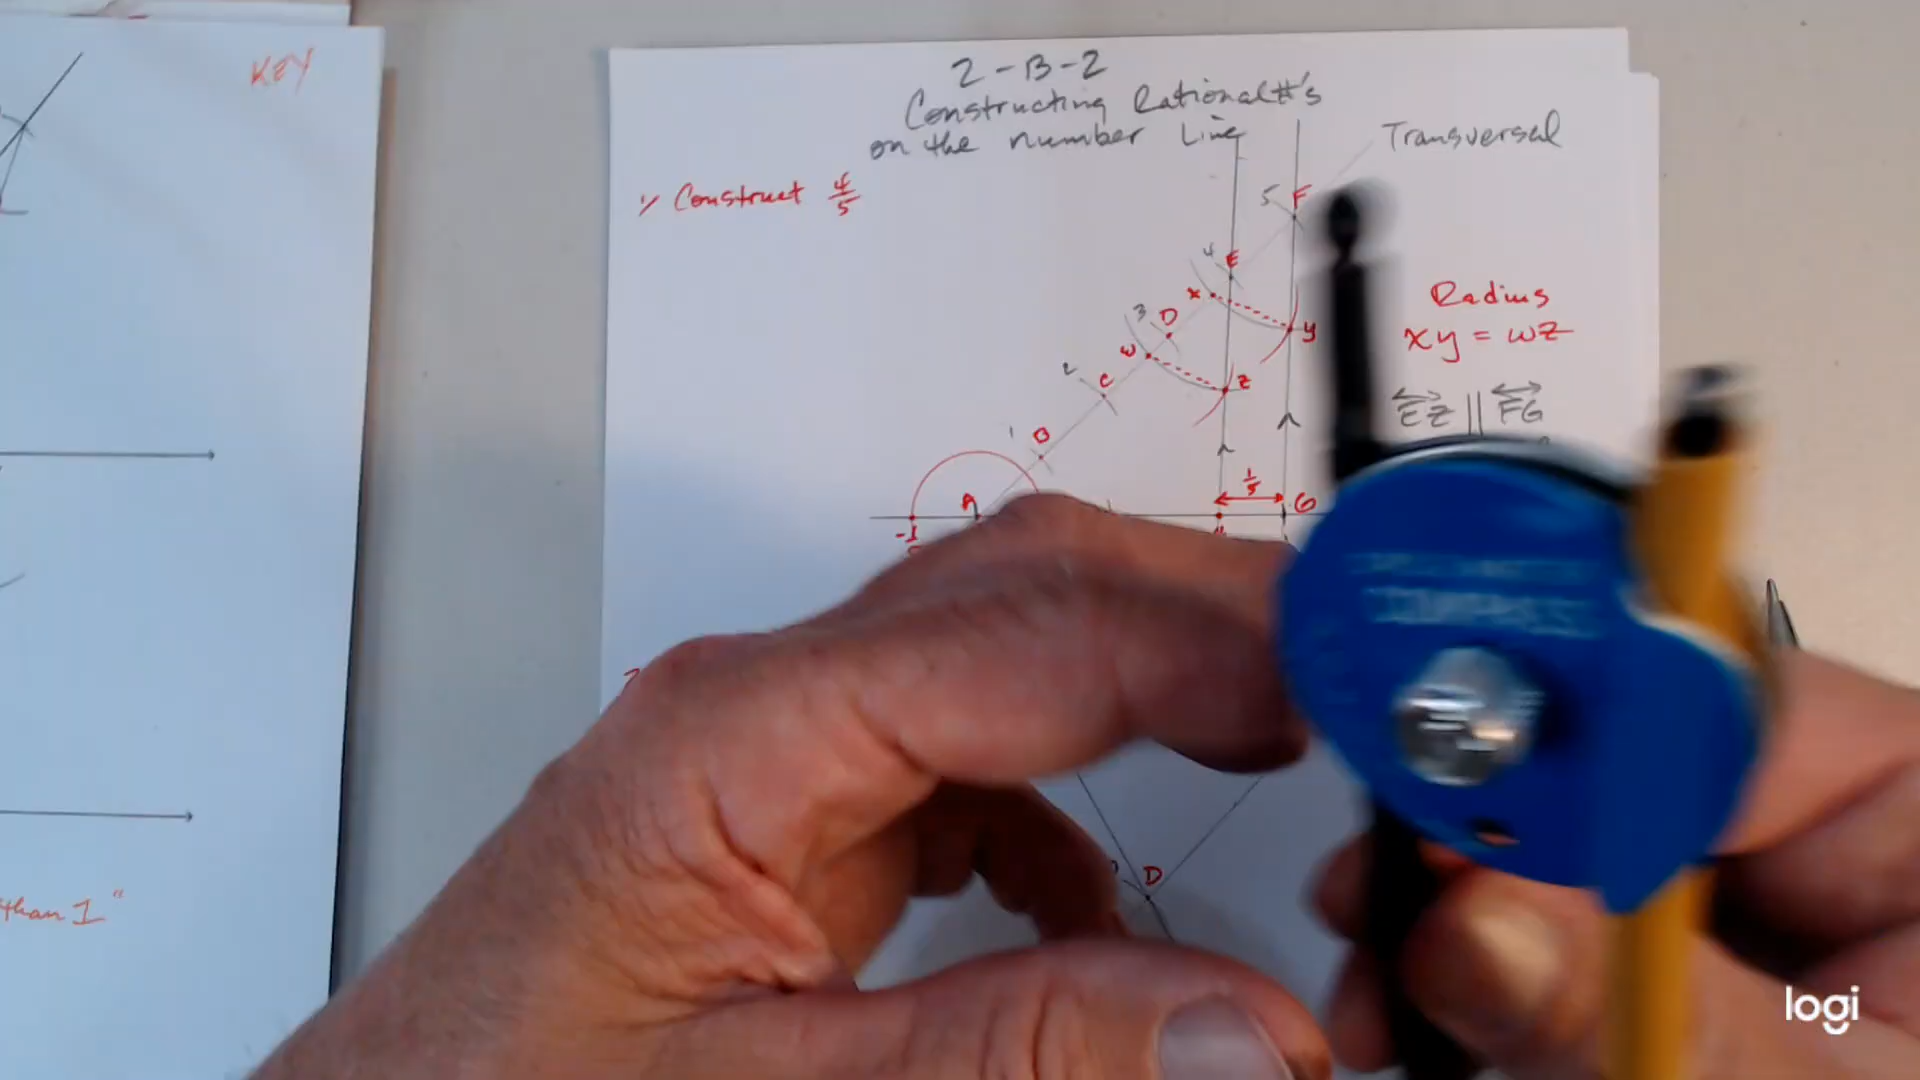 KEY
2-B-2
Constructing Rational #'s
on the number Line
Transversal
1/ Construct 4/5
5 F
4 E
x
3 D
y
w
2
C
z
1 B
A
-1
1/5
G
Radius
xy = wz
EZ || FG
COMPASS
D
than 1"
logi